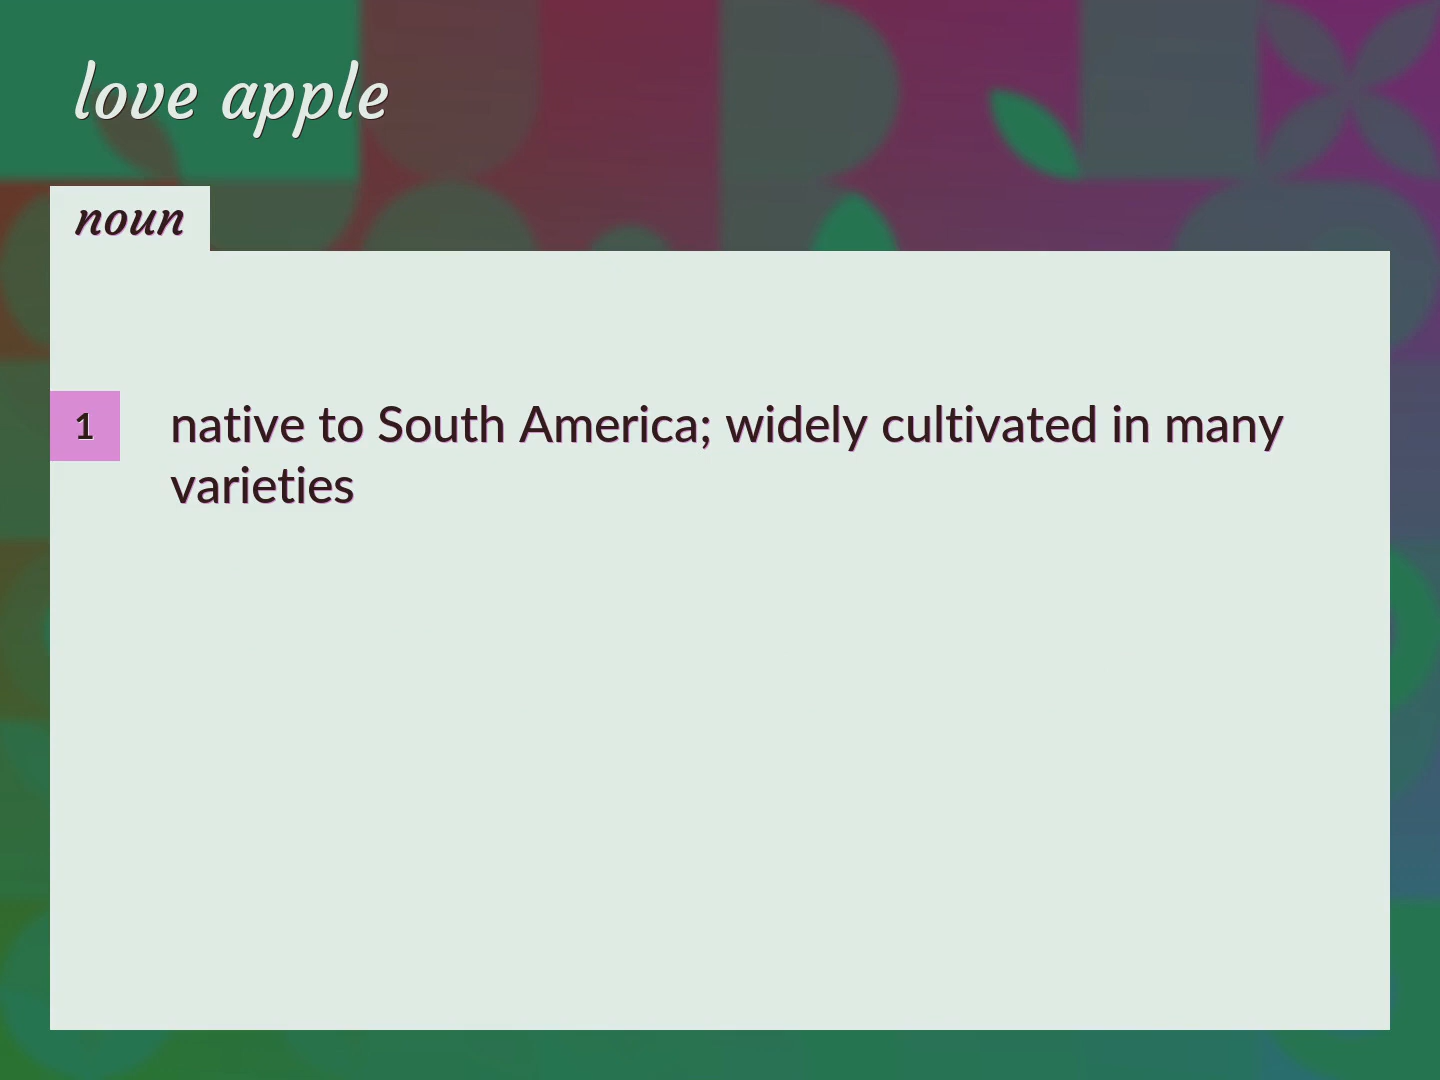 love apple
noun
1
native to South America; widely cultivated in many
varieties